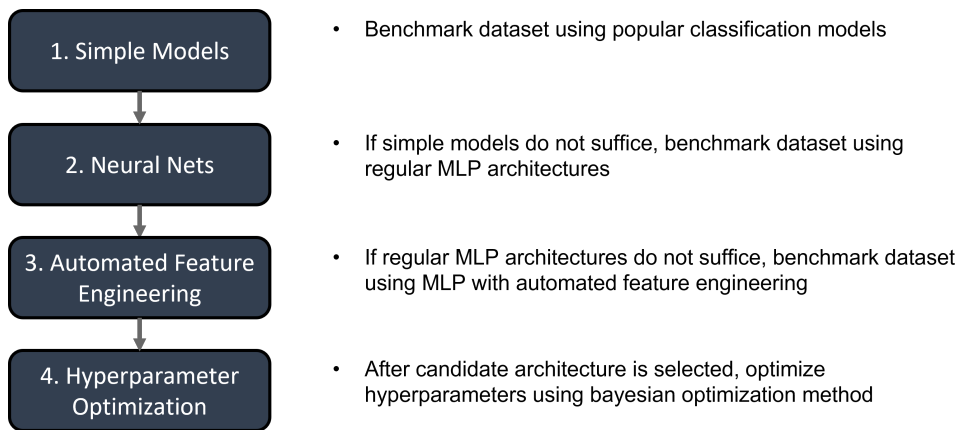 1. Simple Models
• Benchmark dataset using popular classification models
2. Neural Nets
• If simple models do not suffice, benchmark dataset using
regular MLP architectures
3. Automated Feature
Engineering
• If regular MLP architectures do not suffice, benchmark dataset
using MLP with automated feature engineering
4. Hyperparameter
Optimization
• After candidate architecture is selected, optimize
hyperparameters using bayesian optimization method